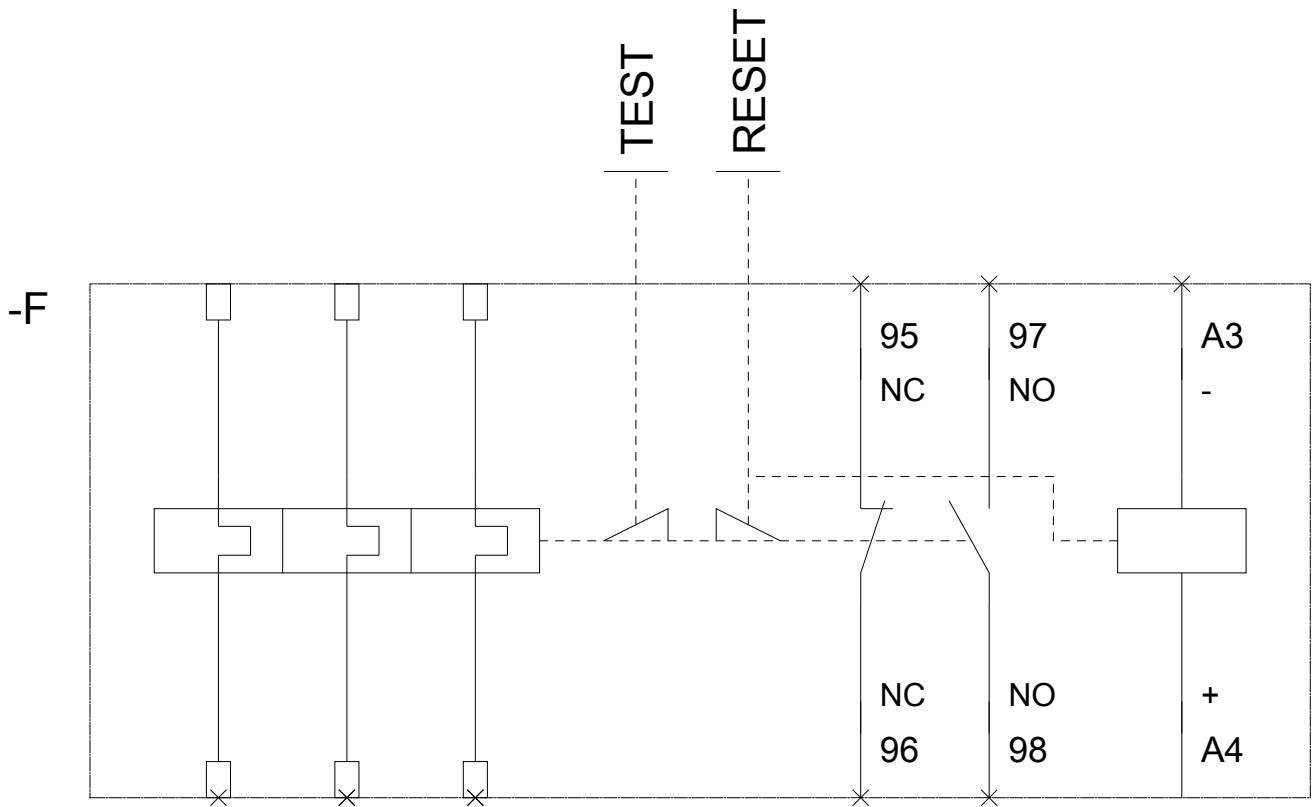 TEST
RESET
-F
95 97 A3
NC NO -
NC NO +
96 98 A4